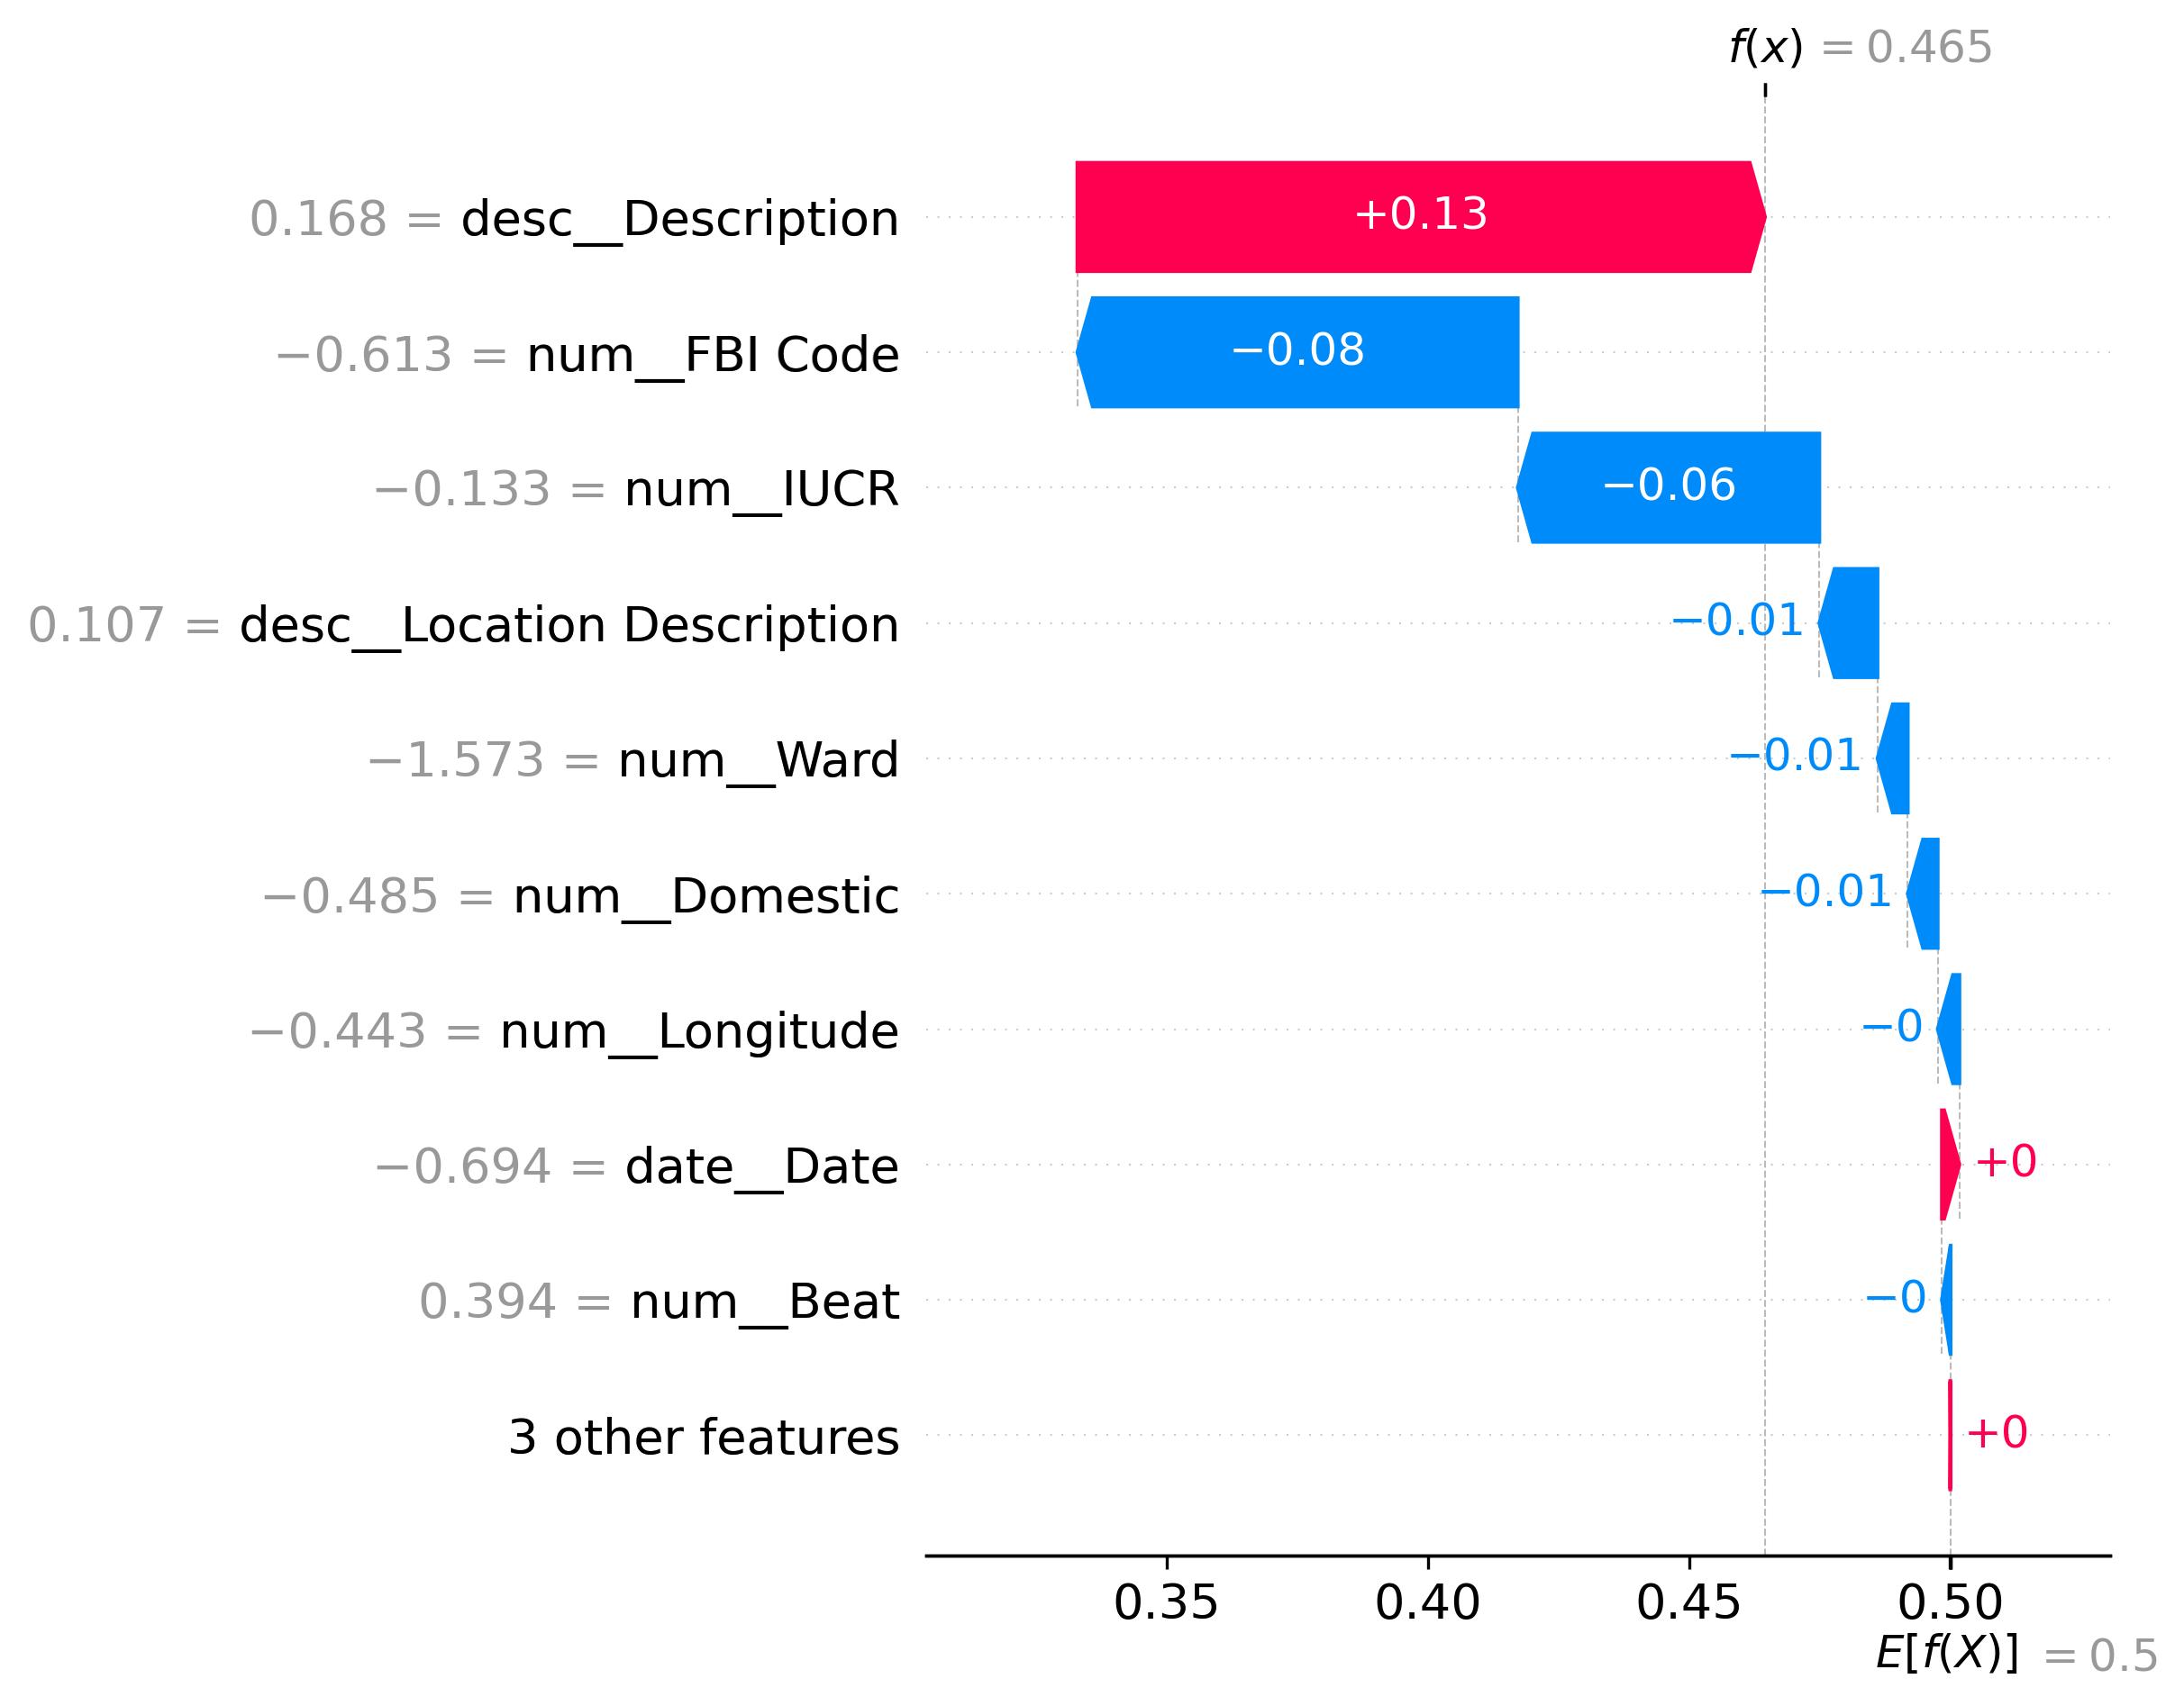 f(x) = 0.465
0.168 = desc__Description
+0.13
−0.613 = num__FBI Code
−0.08
−0.133 = num__IUCR
−0.06
0.107 = desc__Location Description
−0.01
−1.573 = num__Ward
−0.01
−0.485 = num__Domestic
−0.01
−0.443 = num__Longitude
−0
−0.694 = date__Date
+0
0.394 = num__Beat
−0
3 other features
+0
0.35 0.40 0.45 0.50
E[f(X)] = 0.5